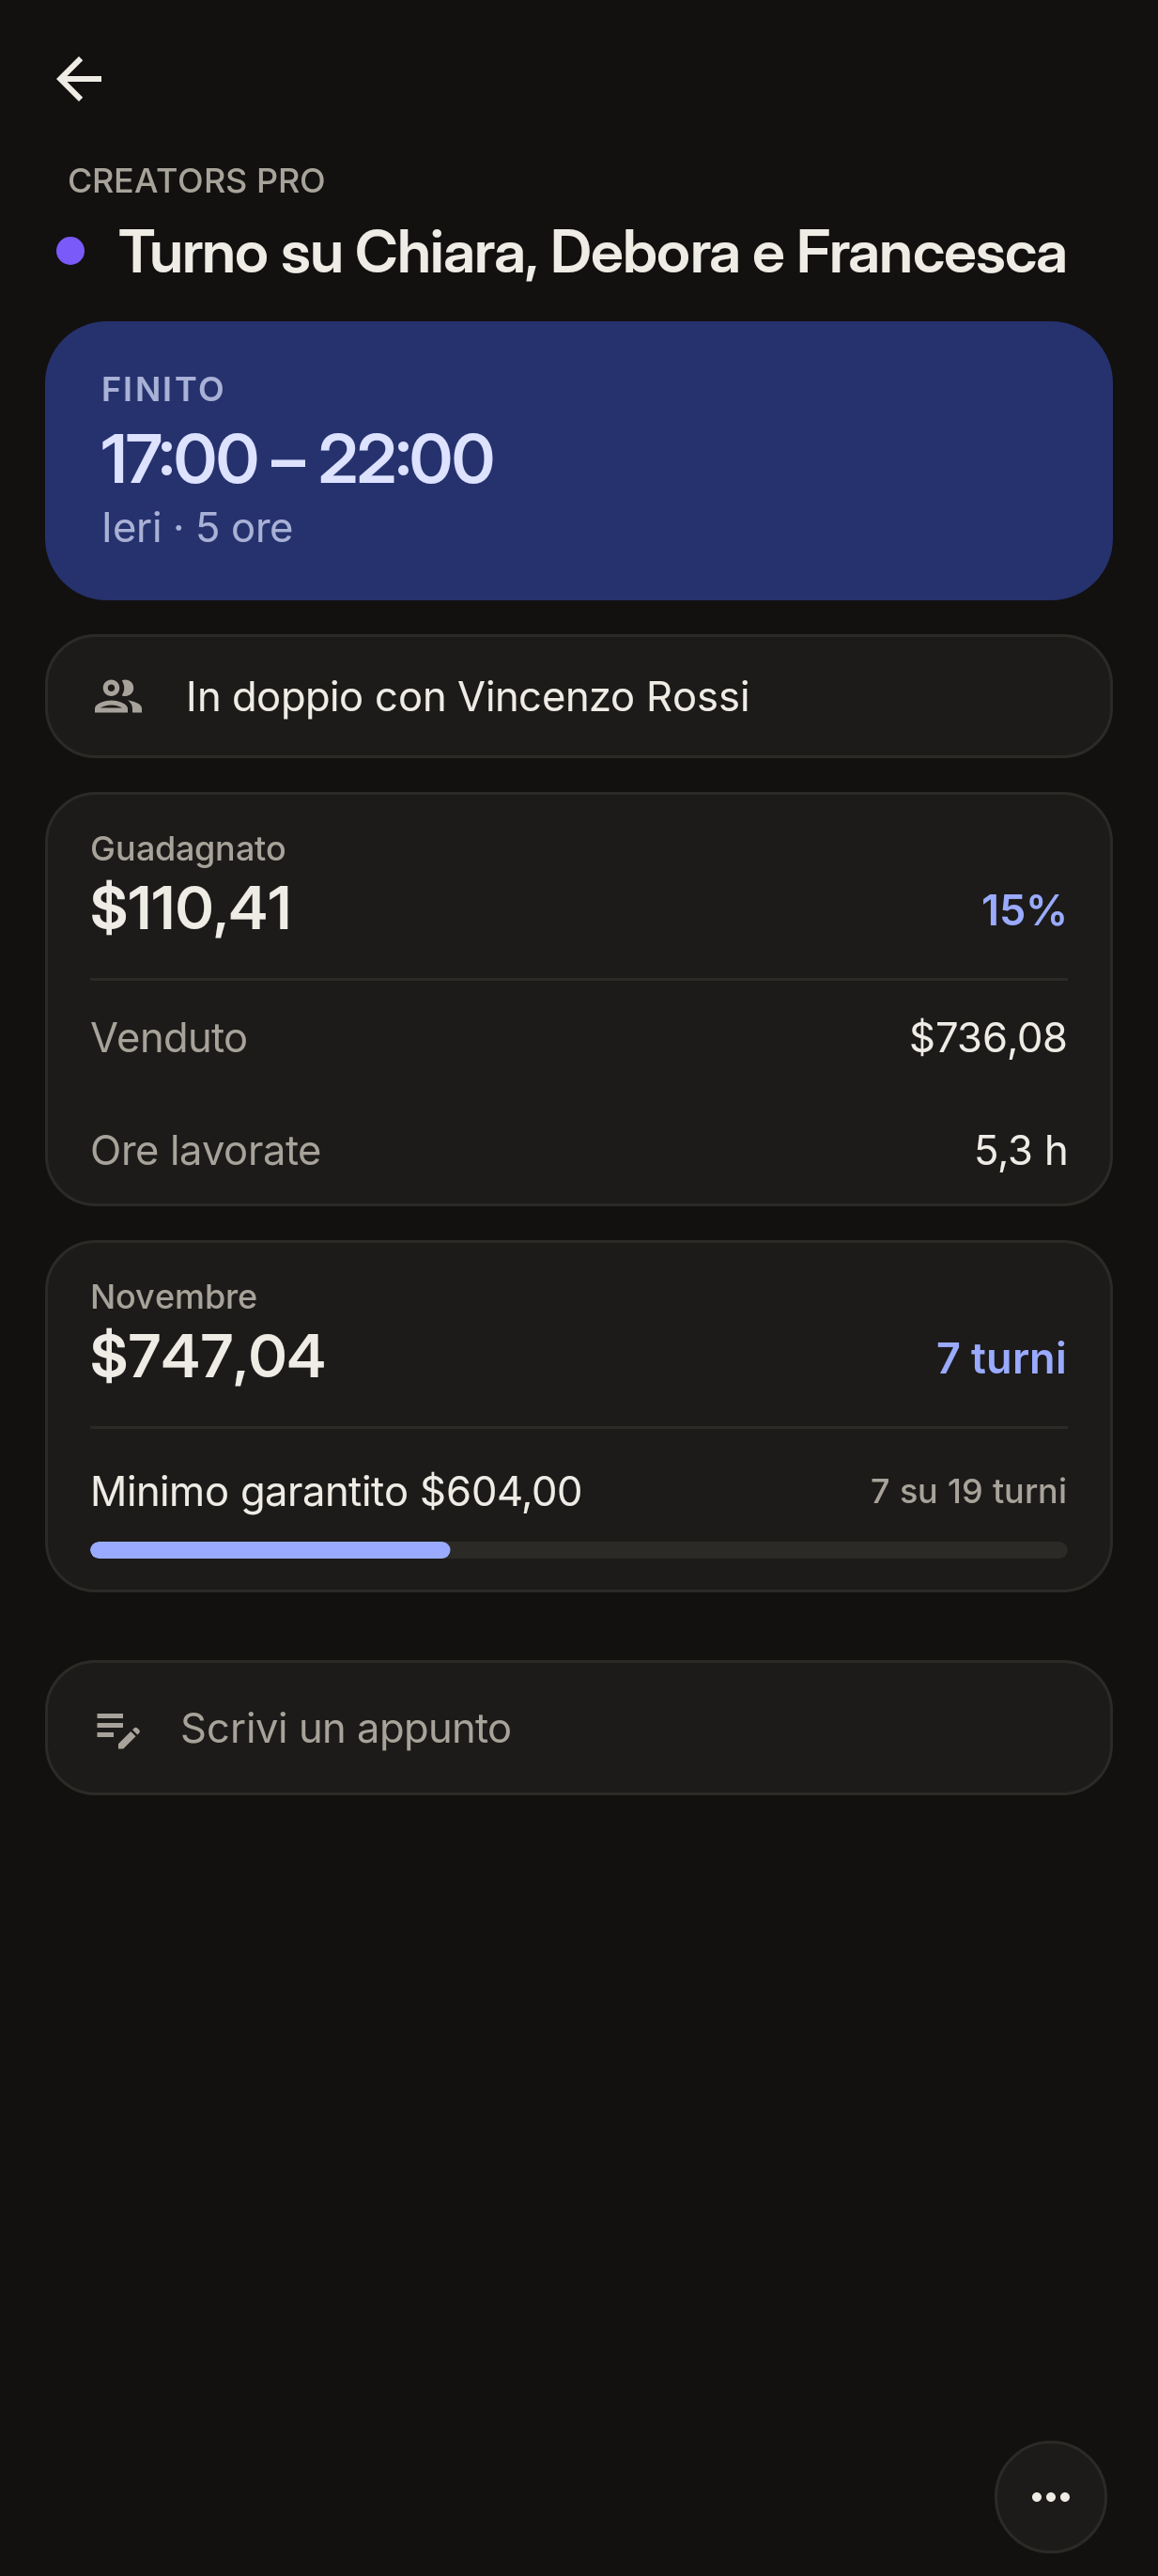 CREATORS PRO
Turno su Chiara, Debora e Francesca
FINITO
17:00 – 22:00
Ieri · 5 ore
In doppio con Vincenzo Rossi
Guadagnato
$110,41
15%
Venduto
$736,08
Ore lavorate
5,3 h
Novembre
$747,04
7 turni
Minimo garantito $604,00
7 su 19 turni
Scrivi un appunto